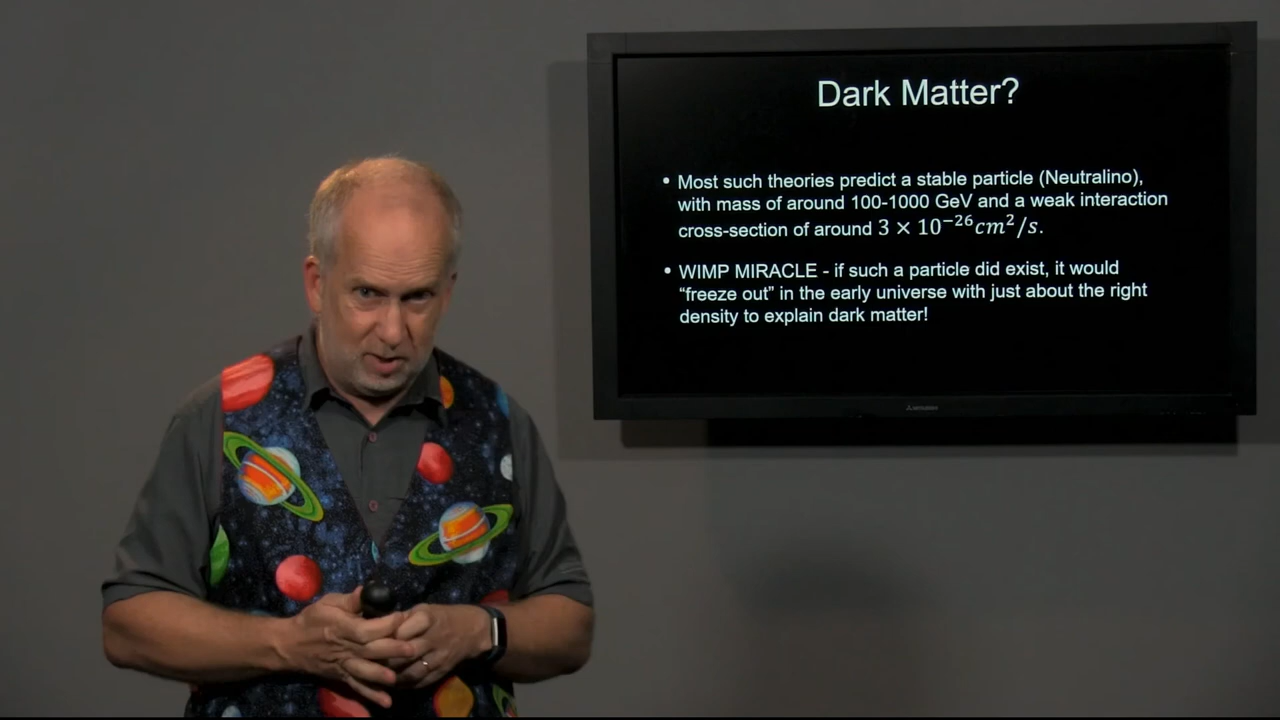 Dark Matter?
• Most such theories predict a stable particle (Neutralino),
with mass of around 100-1000 GeV and a weak interaction
cross-section of around 3 × 10⁻²⁶cm²/s.
• WIMP MIRACLE - if such a particle did exist, it would
“freeze out” in the early universe with just about the right
density to explain dark matter!